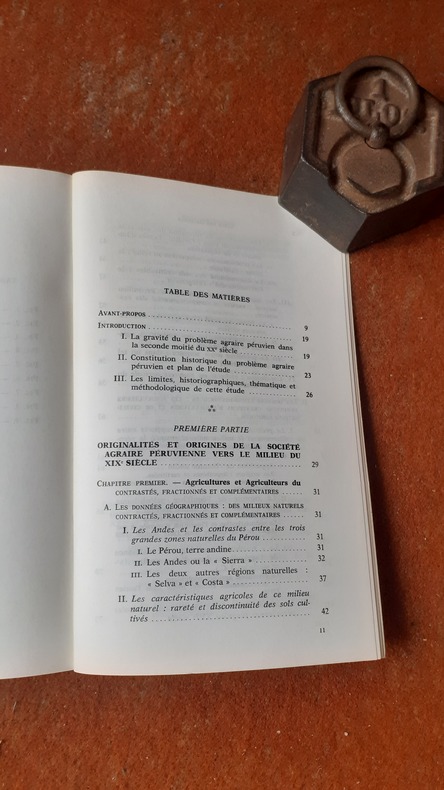 TABLE DES MATIÈRES
AVANT-PROPOS 9
INTRODUCTION 19
I. La gravité du problème agraire péruvien dans
la seconde moitié du XXᵉ siècle 19
II. Constitution historique du problème agraire
péruvien et plan de l'étude 23
III. Les limites, historiographiques, thématique et
méthodologique de cette étude 26
PREMIÈRE PARTIE
ORIGINALITÉS ET ORIGINES DE LA SOCIÉTÉ
AGRAIRE PÉRUVIENNE VERS LE MILIEU DU
XIXᵉ SIÈCLE 29
CHAPITRE PREMIER. — Agricultures et Agriculteurs du
CONTRASTÉS, FRACTIONNÉS ET COMPLÉMENTAIRES 31
A. LES DONNÉES GÉOGRAPHIQUES : DES MILIEUX NATURELS
CONTRACTÉS, FRACTIONNÉS ET COMPLÉMENTAIRES 31
I. Les Andes et les contrastes entre les trois
grandes zones naturelles du Pérou 31
I. Le Pérou, terre andine 31
II. Les Andes ou la « Sierra » 32
III. Les deux autres régions naturelles :
« Selva » et « Costa » 37
II. Les caractéristiques agricoles de ce milieu
naturel : rareté et discontinuité des sols cul-
tivés 42
11